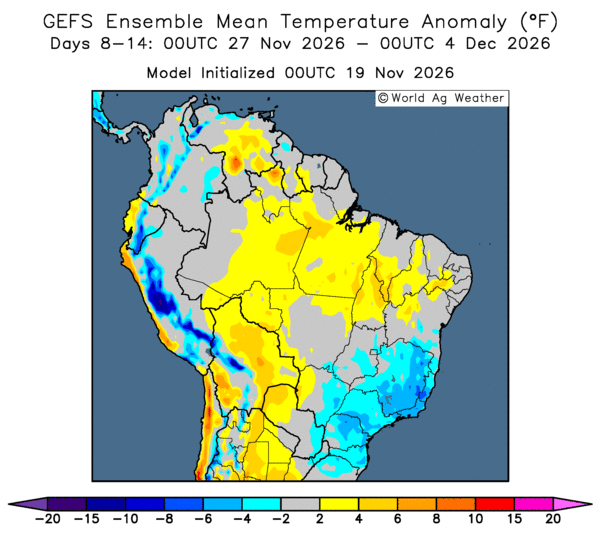 GEFS Ensemble Mean Temperature Anomaly (°F)
Days 8−14: 00UTC 27 Nov 2026 − 00UTC 4 Dec 2026
Model Initialized 00UTC 19 Nov 2026
© World Ag Weather
−20 −15 −10 −8 −6 −4 −2 2 4 6 8 10 15 20